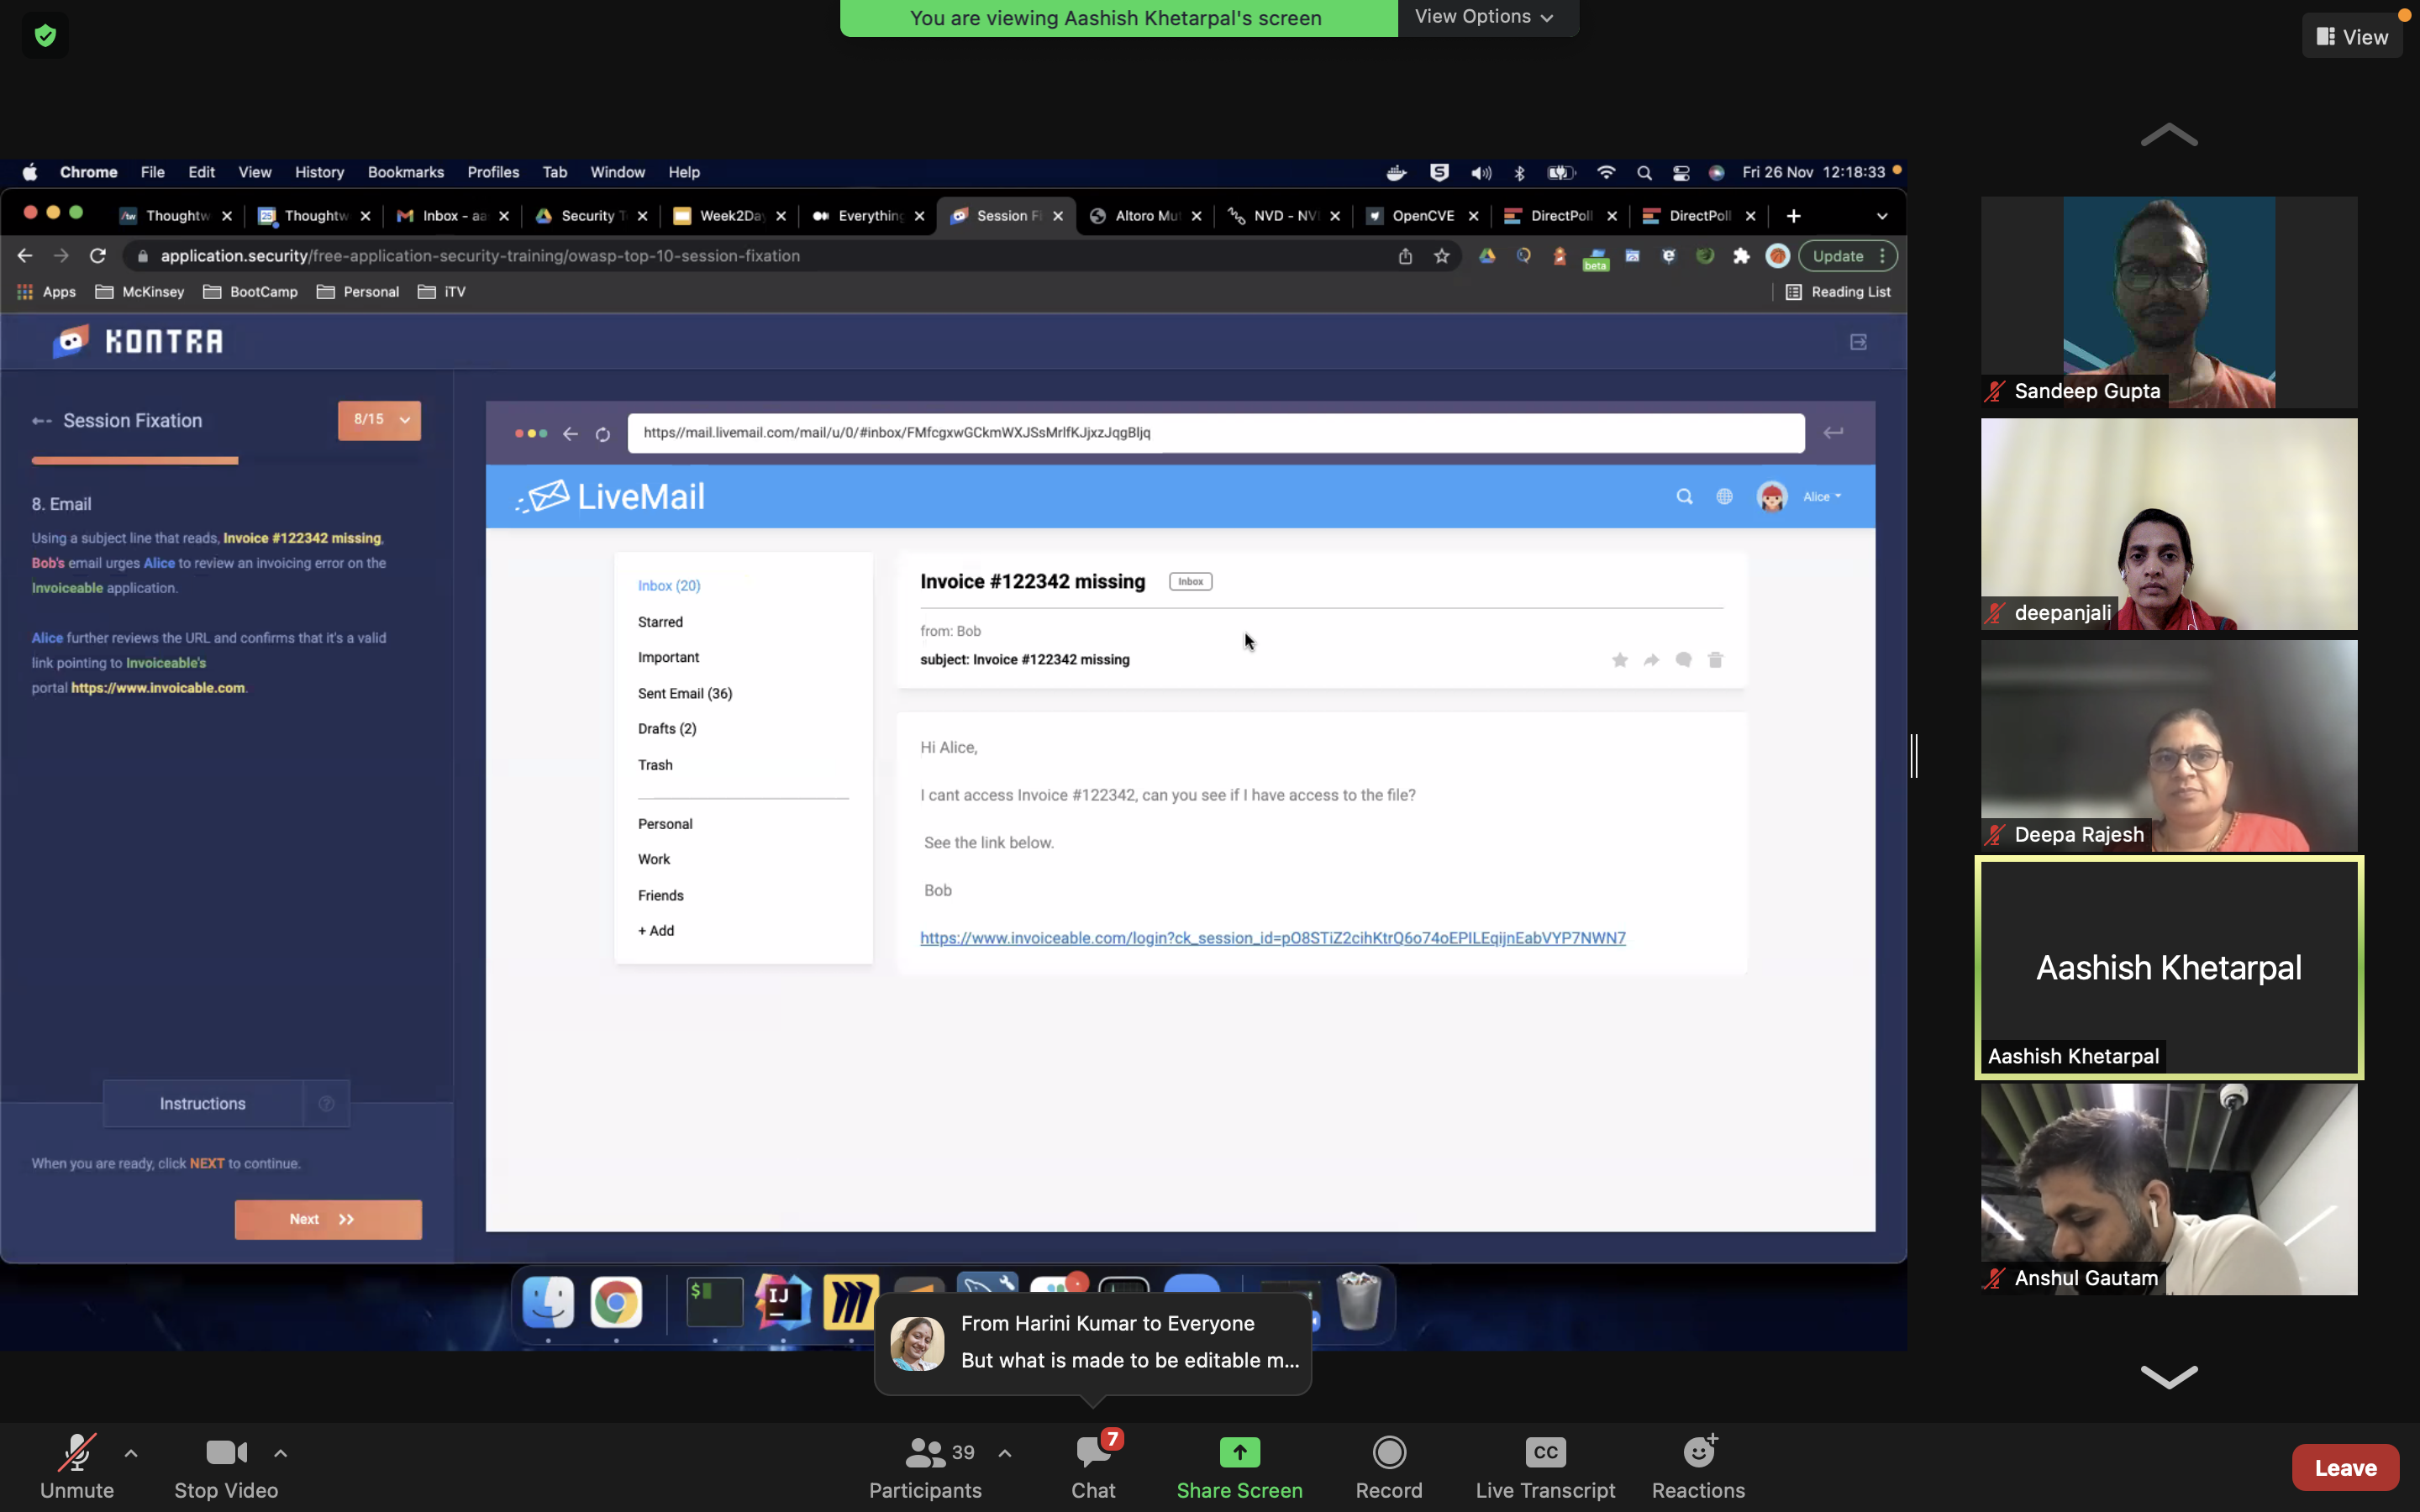 You are viewing Aashish Khetarpal's screen
View Options
View
Chrome File Edit View History Bookmarks Profiles Tab Window Help
Fri 26 Nov 12:18:33
Thoughtw
Thoughtw
Inbox - aa
Security T
Week2Day
Everything
Session Fi
Altoro Mut
NVD - NVD
OpenCVE
DirectPoll
DirectPoll
application.security/free-application-security-training/owasp-top-10-session-fixation
beta
Update
Apps
McKinsey
BootCamp
Personal
iTV
Reading List
KONTRA
Session Fixation
8/15
8. Email
Using a subject line that reads, Invoice #122342 missing,
Bob's email urges Alice to review an invoicing error on the
Invoiceable application.
Alice further reviews the URL and confirms that it's a valid
link pointing to Invoiceable's
portal https://www.invoicable.com.
Instructions
When you are ready, click NEXT to continue.
Next
https//mail.livemail.com/mail/u/0/#inbox/FMfcgxwGCkmWXJSsMrlfKJjxzJqgBljq
LiveMail
Alice
Inbox (20)
Starred
Important
Sent Email (36)
Drafts (2)
Trash
Personal
Work
Friends
+ Add
Invoice #122342 missing
Inbox
from: Bob
subject: Invoice #122342 missing
Hi Alice,
I cant access Invoice #122342, can you see if I have access to the file?
See the link below.
Bob
https://www.invoiceable.com/login?ck_session_id=pO8STiZ2cihKtrQ6o74oEPILEqijnEabVYP7NWN7
Sandeep Gupta
deepanjali
Deepa Rajesh
Aashish Khetarpal
Aashish Khetarpal
Anshul Gautam
$
IJ
From Harini Kumar to Everyone
But what is made to be editable m...
Unmute
Stop Video
39
Participants
7
Chat
Share Screen
Record
CC
Live Transcript
Reactions
Leave